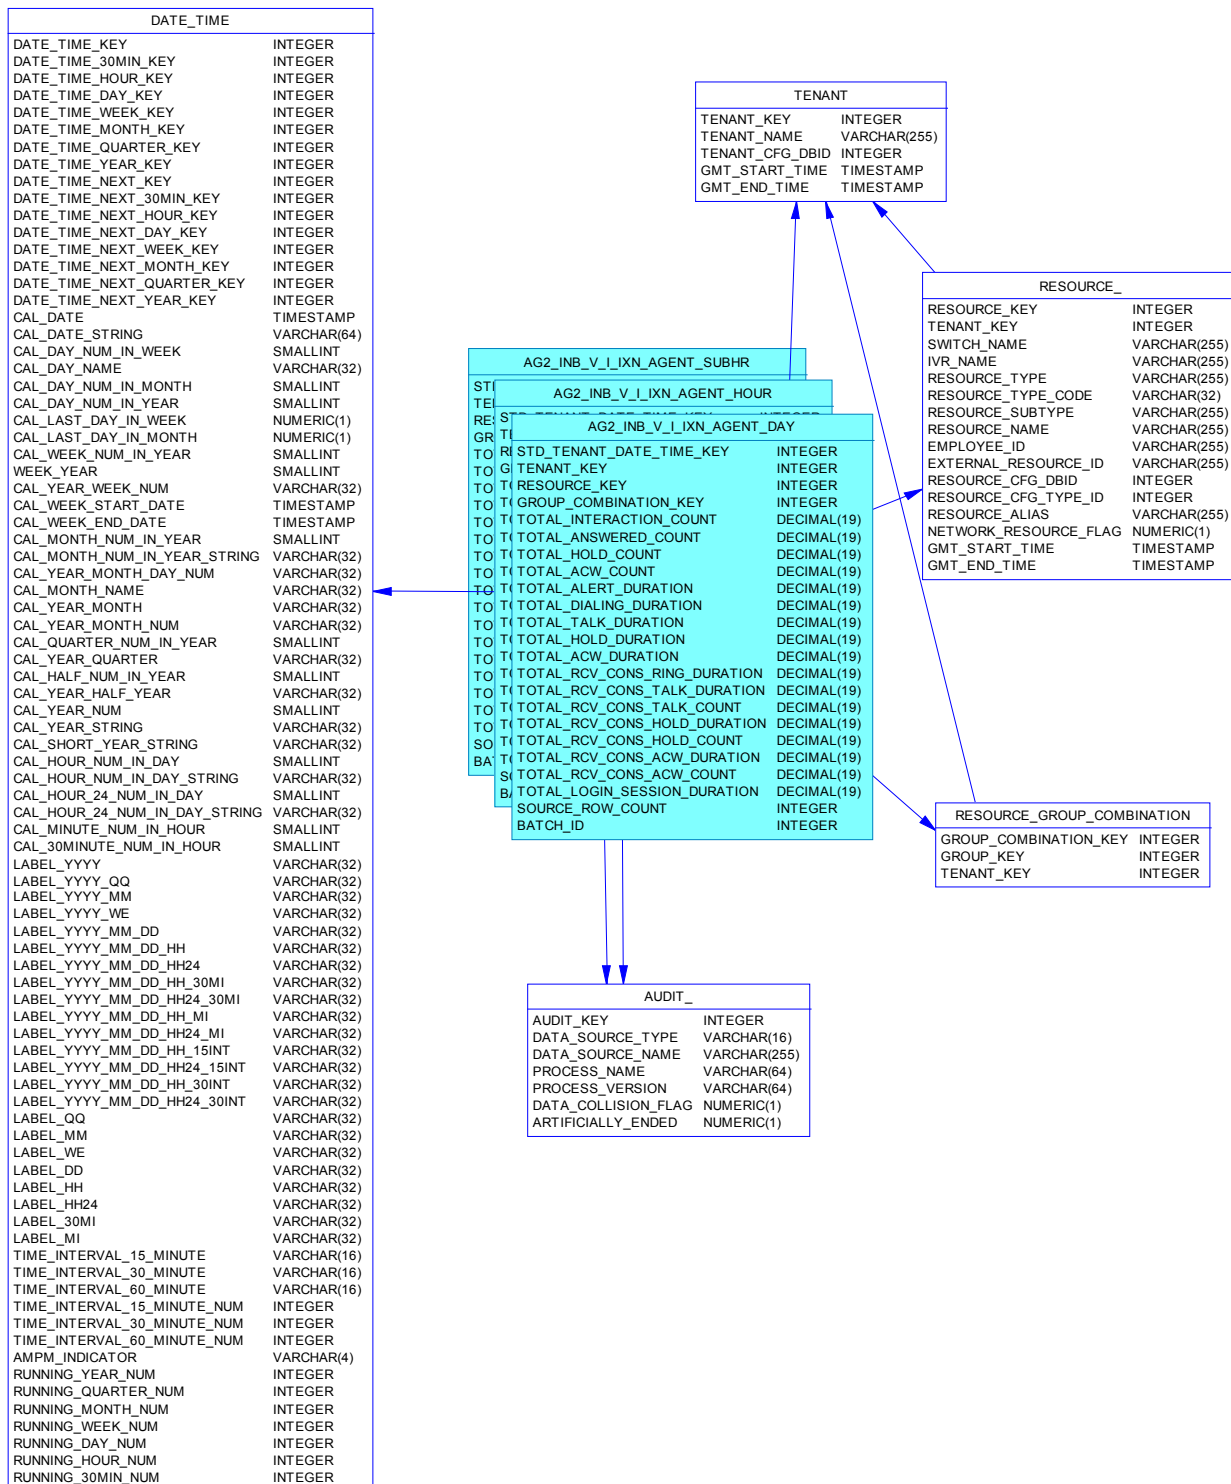 DATE_TIME
DATE_TIME_KEY INTEGER
DATE_TIME_30MIN_KEY INTEGER
DATE_TIME_HOUR_KEY INTEGER
DATE_TIME_DAY_KEY INTEGER
DATE_TIME_WEEK_KEY INTEGER
DATE_TIME_MONTH_KEY INTEGER
DATE_TIME_QUARTER_KEY INTEGER
DATE_TIME_YEAR_KEY INTEGER
DATE_TIME_NEXT_KEY INTEGER
DATE_TIME_NEXT_30MIN_KEY INTEGER
DATE_TIME_NEXT_HOUR_KEY INTEGER
DATE_TIME_NEXT_DAY_KEY INTEGER
DATE_TIME_NEXT_WEEK_KEY INTEGER
DATE_TIME_NEXT_MONTH_KEY INTEGER
DATE_TIME_NEXT_QUARTER_KEY INTEGER
DATE_TIME_NEXT_YEAR_KEY INTEGER
CAL_DATE TIMESTAMP
CAL_DATE_STRING VARCHAR(64)
CAL_DAY_NUM_IN_WEEK SMALLINT
CAL_DAY_NAME VARCHAR(32)
CAL_DAY_NUM_IN_MONTH SMALLINT
CAL_DAY_NUM_IN_YEAR SMALLINT
CAL_LAST_DAY_IN_WEEK NUMERIC(1)
CAL_LAST_DAY_IN_MONTH NUMERIC(1)
CAL_WEEK_NUM_IN_YEAR SMALLINT
WEEK_YEAR SMALLINT
CAL_YEAR_WEEK_NUM VARCHAR(32)
CAL_WEEK_START_DATE TIMESTAMP
CAL_WEEK_END_DATE TIMESTAMP
CAL_MONTH_NUM_IN_YEAR SMALLINT
CAL_MONTH_NUM_IN_YEAR_STRING VARCHAR(32)
CAL_YEAR_MONTH_DAY_NUM VARCHAR(32)
CAL_MONTH_NAME VARCHAR(32)
CAL_YEAR_MONTH VARCHAR(32)
CAL_YEAR_MONTH_NUM VARCHAR(32)
CAL_QUARTER_NUM_IN_YEAR SMALLINT
CAL_YEAR_QUARTER VARCHAR(32)
CAL_HALF_NUM_IN_YEAR SMALLINT
CAL_YEAR_HALF_YEAR VARCHAR(32)
CAL_YEAR_NUM SMALLINT
CAL_YEAR_STRING VARCHAR(32)
CAL_SHORT_YEAR_STRING VARCHAR(32)
CAL_HOUR_NUM_IN_DAY SMALLINT
CAL_HOUR_NUM_IN_DAY_STRING VARCHAR(32)
CAL_HOUR_24_NUM_IN_DAY SMALLINT
CAL_HOUR_24_NUM_IN_DAY_STRING VARCHAR(32)
CAL_MINUTE_NUM_IN_HOUR SMALLINT
CAL_30MINUTE_NUM_IN_HOUR SMALLINT
LABEL_YYYY VARCHAR(32)
LABEL_YYYY_QQ VARCHAR(32)
LABEL_YYYY_MM VARCHAR(32)
LABEL_YYYY_WE VARCHAR(32)
LABEL_YYYY_MM_DD VARCHAR(32)
LABEL_YYYY_MM_DD_HH VARCHAR(32)
LABEL_YYYY_MM_DD_HH24 VARCHAR(32)
LABEL_YYYY_MM_DD_HH_30MI VARCHAR(32)
LABEL_YYYY_MM_DD_HH24_30MI VARCHAR(32)
LABEL_YYYY_MM_DD_HH_MI VARCHAR(32)
LABEL_YYYY_MM_DD_HH24_MI VARCHAR(32)
LABEL_YYYY_MM_DD_HH_15INT VARCHAR(32)
LABEL_YYYY_MM_DD_HH24_15INT VARCHAR(32)
LABEL_YYYY_MM_DD_HH_30INT VARCHAR(32)
LABEL_YYYY_MM_DD_HH24_30INT VARCHAR(32)
LABEL_QQ VARCHAR(32)
LABEL_MM VARCHAR(32)
LABEL_WE VARCHAR(32)
LABEL_DD VARCHAR(32)
LABEL_HH VARCHAR(32)
LABEL_HH24 VARCHAR(32)
LABEL_30MI VARCHAR(32)
LABEL_MI VARCHAR(32)
TIME_INTERVAL_15_MINUTE VARCHAR(16)
TIME_INTERVAL_30_MINUTE VARCHAR(16)
TIME_INTERVAL_60_MINUTE VARCHAR(16)
TIME_INTERVAL_15_MINUTE_NUM INTEGER
TIME_INTERVAL_30_MINUTE_NUM INTEGER
TIME_INTERVAL_60_MINUTE_NUM INTEGER
AMPM_INDICATOR VARCHAR(4)
RUNNING_YEAR_NUM INTEGER
RUNNING_QUARTER_NUM INTEGER
RUNNING_MONTH_NUM INTEGER
RUNNING_WEEK_NUM INTEGER
RUNNING_DAY_NUM INTEGER
RUNNING_HOUR_NUM INTEGER
RUNNING_30MIN_NUM INTEGER
TENANT
TENANT_KEY INTEGER
TENANT_NAME VARCHAR(255)
TENANT_CFG_DBID INTEGER
GMT_START_TIME TIMESTAMP
GMT_END_TIME TIMESTAMP
RESOURCE_
RESOURCE_KEY INTEGER
TENANT_KEY INTEGER
SWITCH_NAME VARCHAR(255)
IVR_NAME VARCHAR(255)
RESOURCE_TYPE VARCHAR(255)
RESOURCE_TYPE_CODE VARCHAR(32)
RESOURCE_SUBTYPE VARCHAR(255)
RESOURCE_NAME VARCHAR(255)
EMPLOYEE_ID VARCHAR(255)
EXTERNAL_RESOURCE_ID VARCHAR(255)
RESOURCE_CFG_DBID INTEGER
RESOURCE_CFG_TYPE_ID INTEGER
RESOURCE_ALIAS VARCHAR(255)
NETWORK_RESOURCE_FLAG NUMERIC(1)
GMT_START_TIME TIMESTAMP
GMT_END_TIME TIMESTAMP
AG2_INB_V_I_IXN_AGENT_SUBHR
AG2_INB_V_I_IXN_AGENT_HOUR
AG2_INB_V_I_IXN_AGENT_DAY
STD_TENANT_DATE_TIME_KEY INTEGER
TENANT_KEY INTEGER
RESOURCE_KEY INTEGER
GROUP_COMBINATION_KEY INTEGER
TOTAL_INTERACTION_COUNT DECIMAL(19)
TOTAL_ANSWERED_COUNT DECIMAL(19)
TOTAL_HOLD_COUNT DECIMAL(19)
TOTAL_ACW_COUNT DECIMAL(19)
TOTAL_ALERT_DURATION DECIMAL(19)
TOTAL_DIALING_DURATION DECIMAL(19)
TOTAL_TALK_DURATION DECIMAL(19)
TOTAL_HOLD_DURATION DECIMAL(19)
TOTAL_ACW_DURATION DECIMAL(19)
TOTAL_RCV_CONS_RING_DURATION DECIMAL(19)
TOTAL_RCV_CONS_TALK_DURATION DECIMAL(19)
TOTAL_RCV_CONS_TALK_COUNT DECIMAL(19)
TOTAL_RCV_CONS_HOLD_DURATION DECIMAL(19)
TOTAL_RCV_CONS_HOLD_COUNT DECIMAL(19)
TOTAL_RCV_CONS_ACW_DURATION DECIMAL(19)
TOTAL_RCV_CONS_ACW_COUNT DECIMAL(19)
TOTAL_LOGIN_SESSION_DURATION DECIMAL(19)
SOURCE_ROW_COUNT INTEGER
BATCH_ID INTEGER
RESOURCE_GROUP_COMBINATION
GROUP_COMBINATION_KEY INTEGER
GROUP_KEY INTEGER
TENANT_KEY INTEGER
AUDIT_
AUDIT_KEY INTEGER
DATA_SOURCE_TYPE VARCHAR(16)
DATA_SOURCE_NAME VARCHAR(255)
PROCESS_NAME VARCHAR(64)
PROCESS_VERSION VARCHAR(64)
DATA_COLLISION_FLAG NUMERIC(1)
ARTIFICIALLY_ENDED NUMERIC(1)